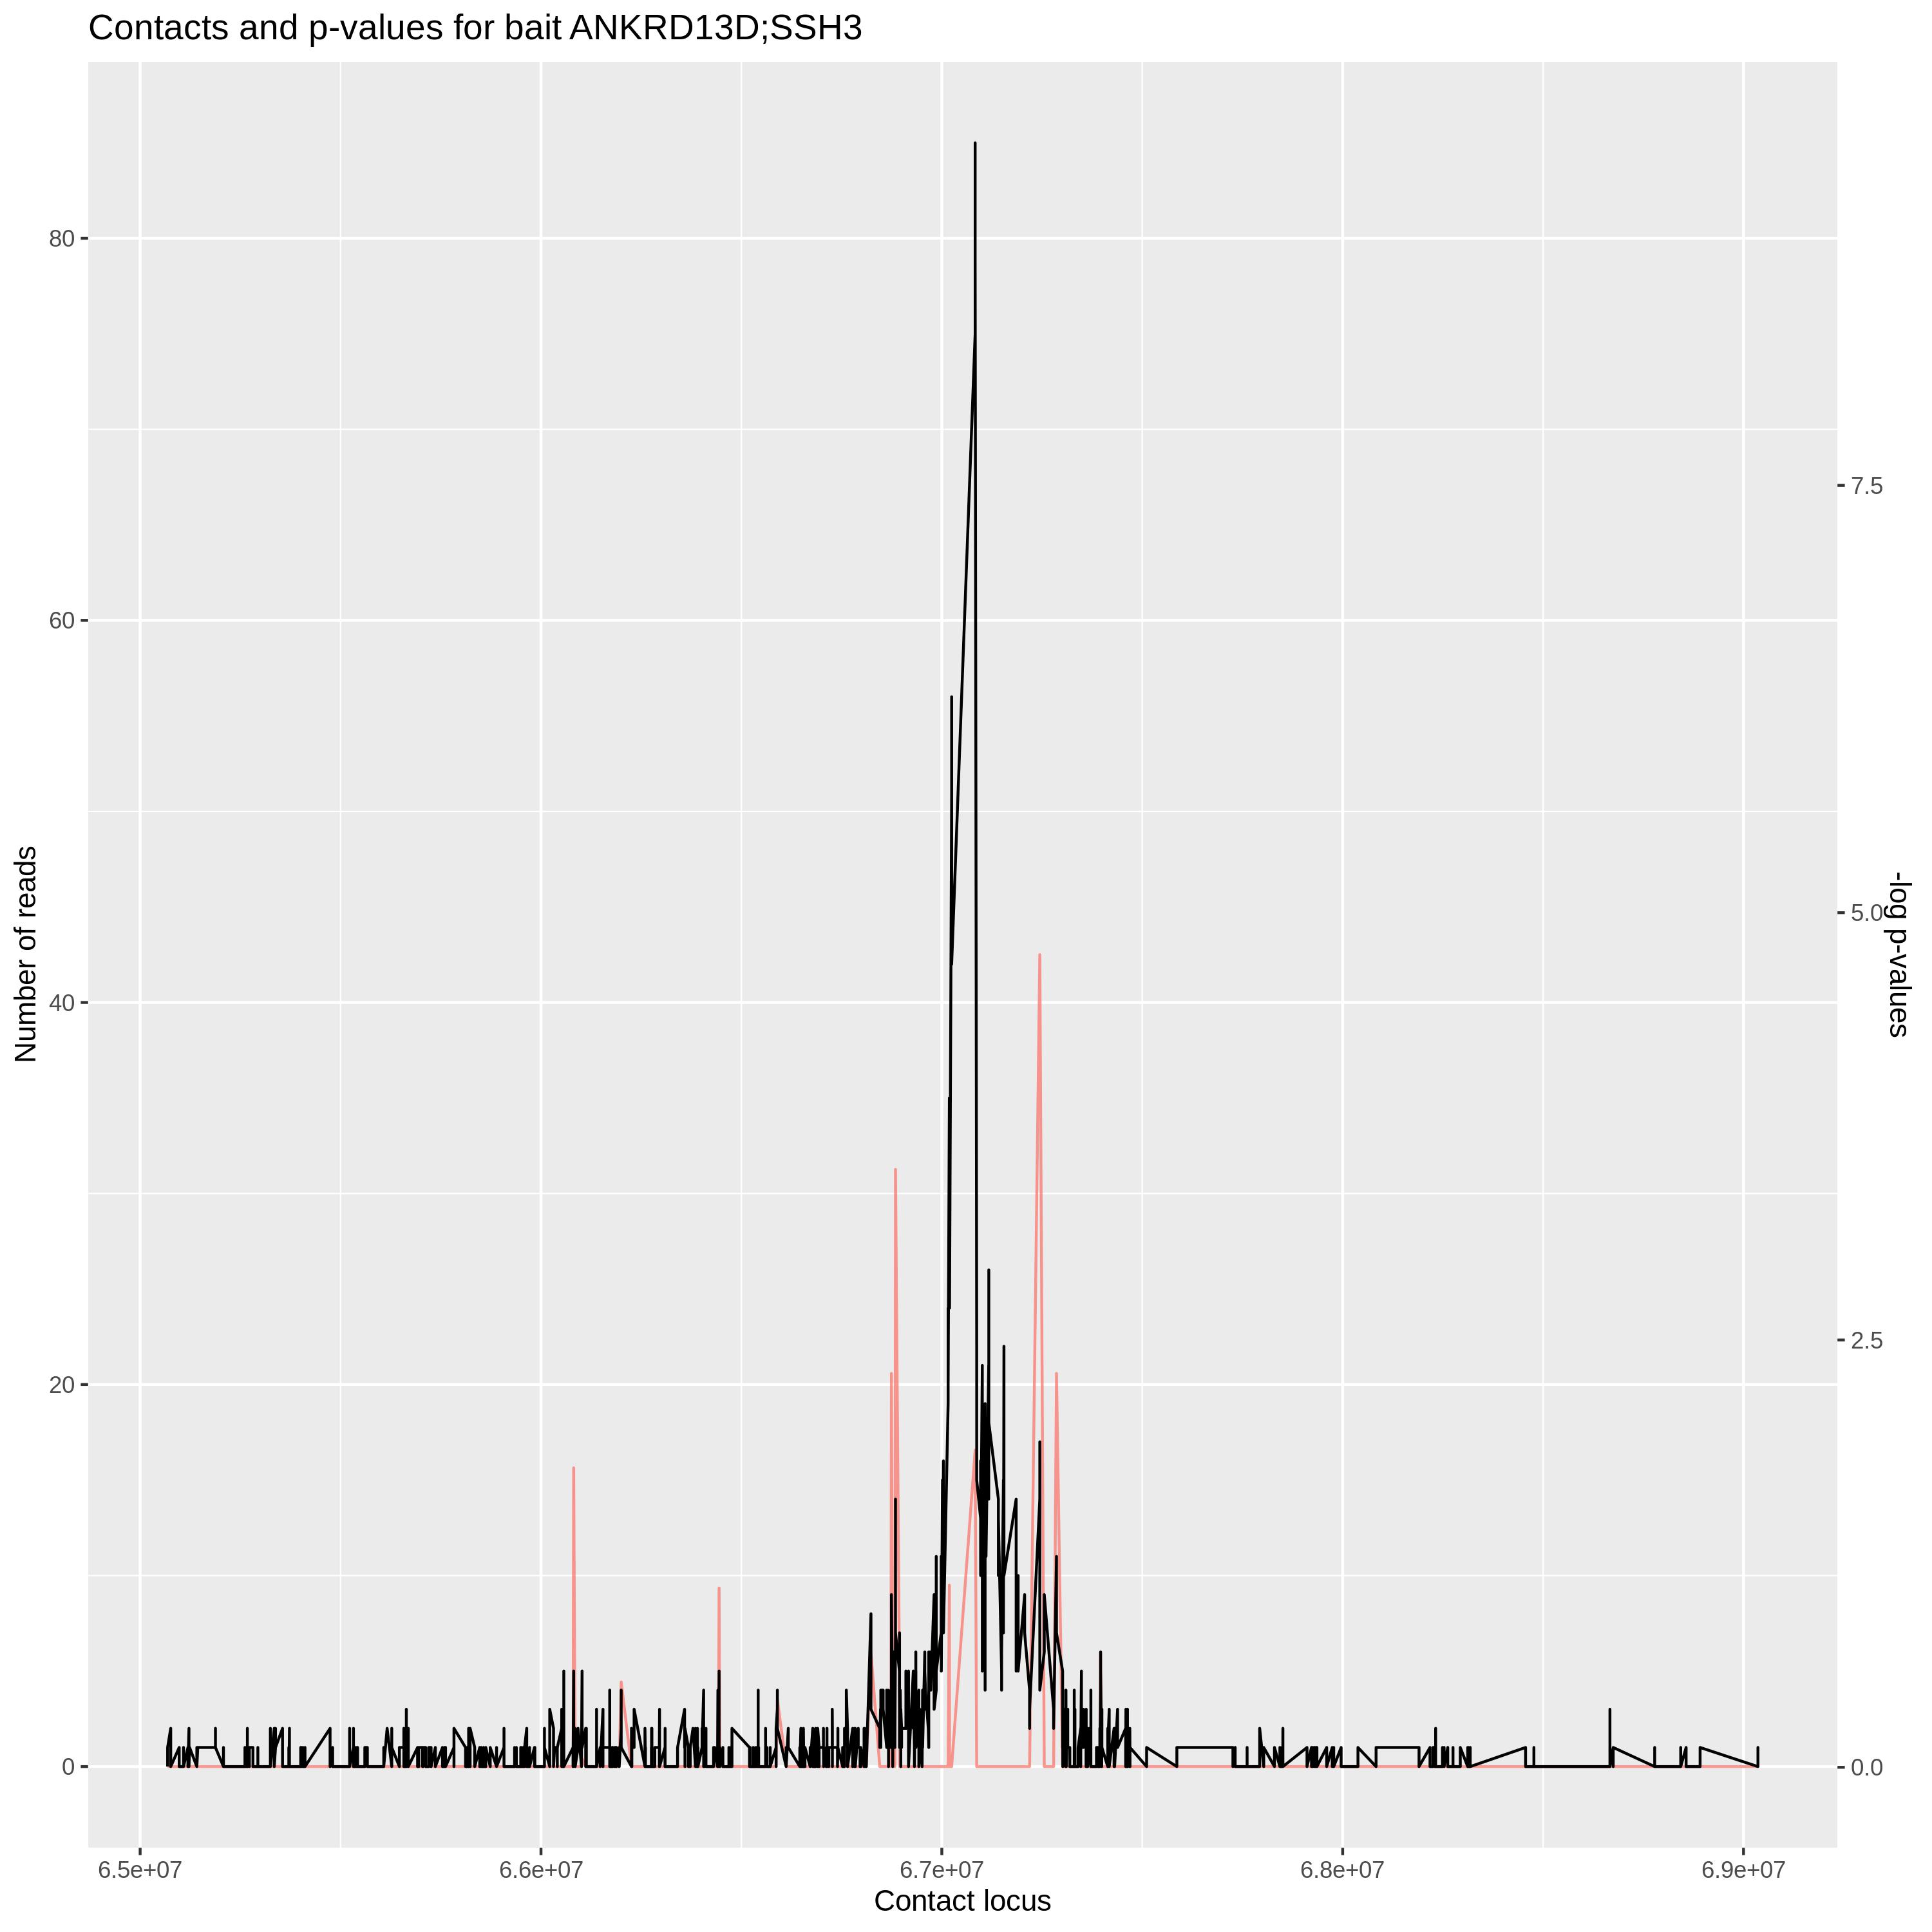 Contacts and p-values for bait ANKRD13D;SSH3
80
60
40
20
0
Number of reads
7.5
5.0
2.5
0.0
-log p-values
6.5e+07 6.6e+07 6.7e+07 6.8e+07 6.9e+07
Contact locus